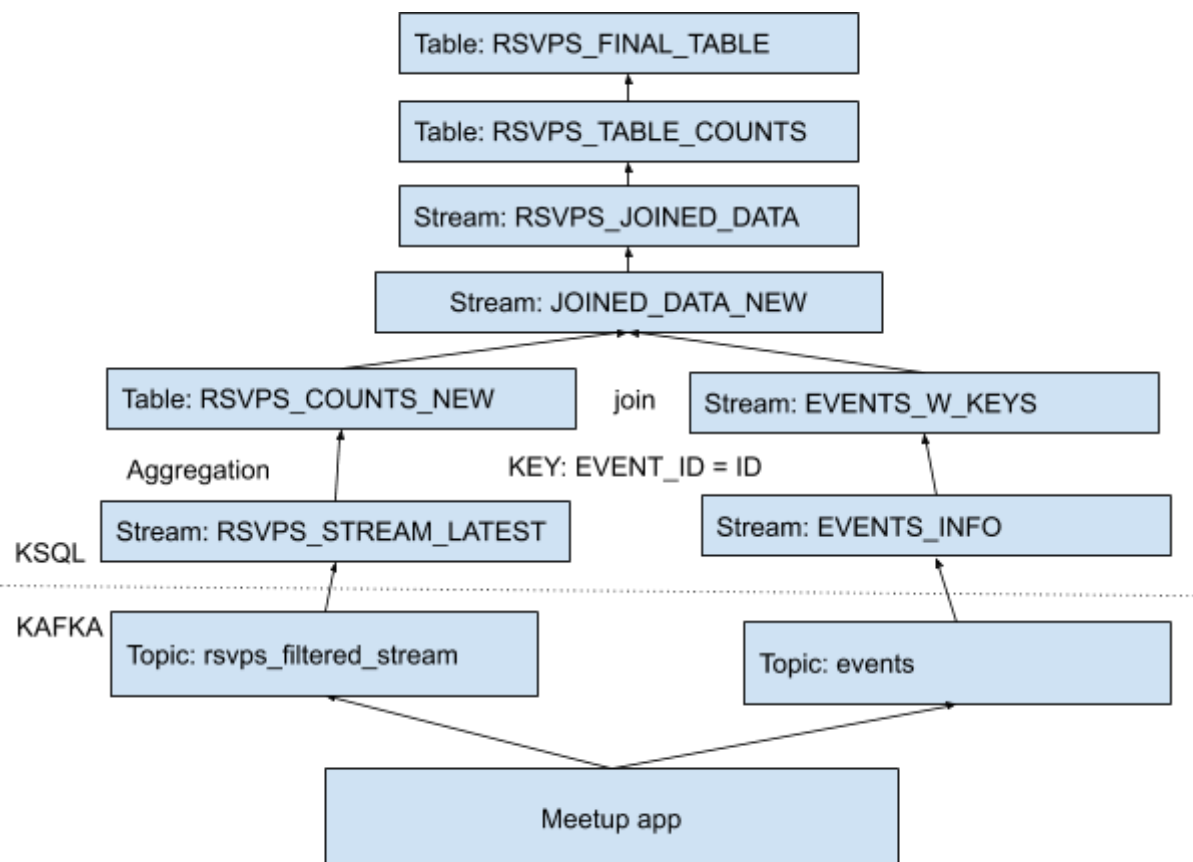 Table: RSVPS_FINAL_TABLE
Table: RSVPS_TABLE_COUNTS
Stream: RSVPS_JOINED_DATA
Stream: JOINED_DATA_NEW
Table: RSVPS_COUNTS_NEW
join
Stream: EVENTS_W_KEYS
Aggregation
KEY: EVENT_ID = ID
Stream: RSVPS_STREAM_LATEST
Stream: EVENTS_INFO
KSQL
KAFKA
Topic: rsvps_filtered_stream
Topic: events
Meetup app